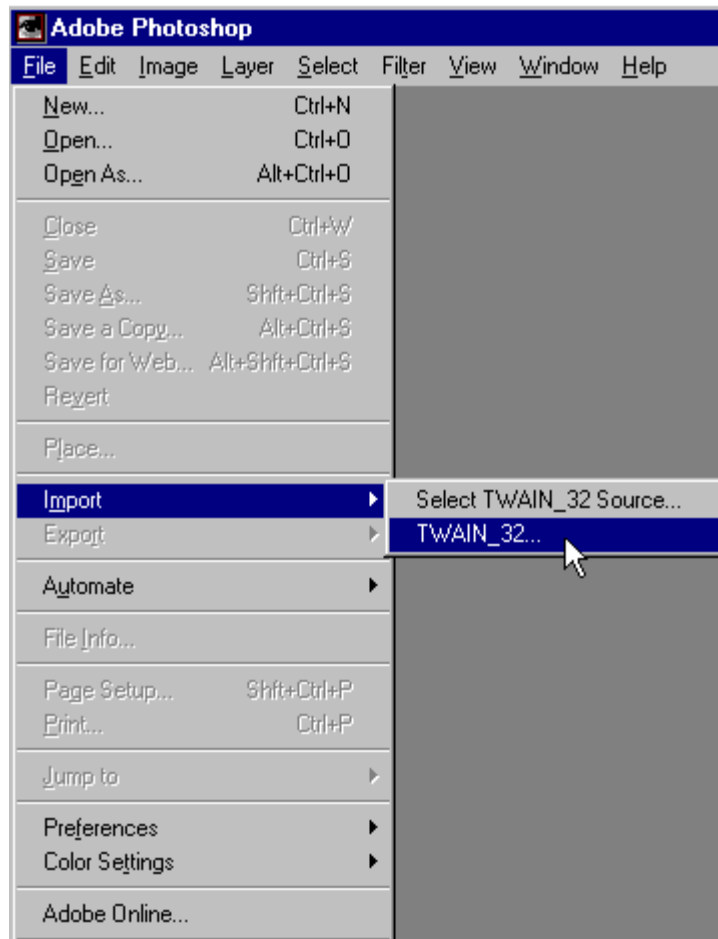 Adobe Photoshop
File Edit Image Layer Select Filter View Window Help
New... Ctrl+N
Open... Ctrl+O
Open As... Alt+Ctrl+O
Close Ctrl+W
Save Ctrl+S
Save As... Shft+Ctrl+S
Save a Copy... Alt+Ctrl+S
Save for Web... Alt+Shft+Ctrl+S
Revert
Place...
Import Select TWAIN_32 Source...
Export TWAIN_32...
Automate
File Info...
Page Setup... Shft+Ctrl+P
Print... Ctrl+P
Jump to
Preferences
Color Settings
Adobe Online...